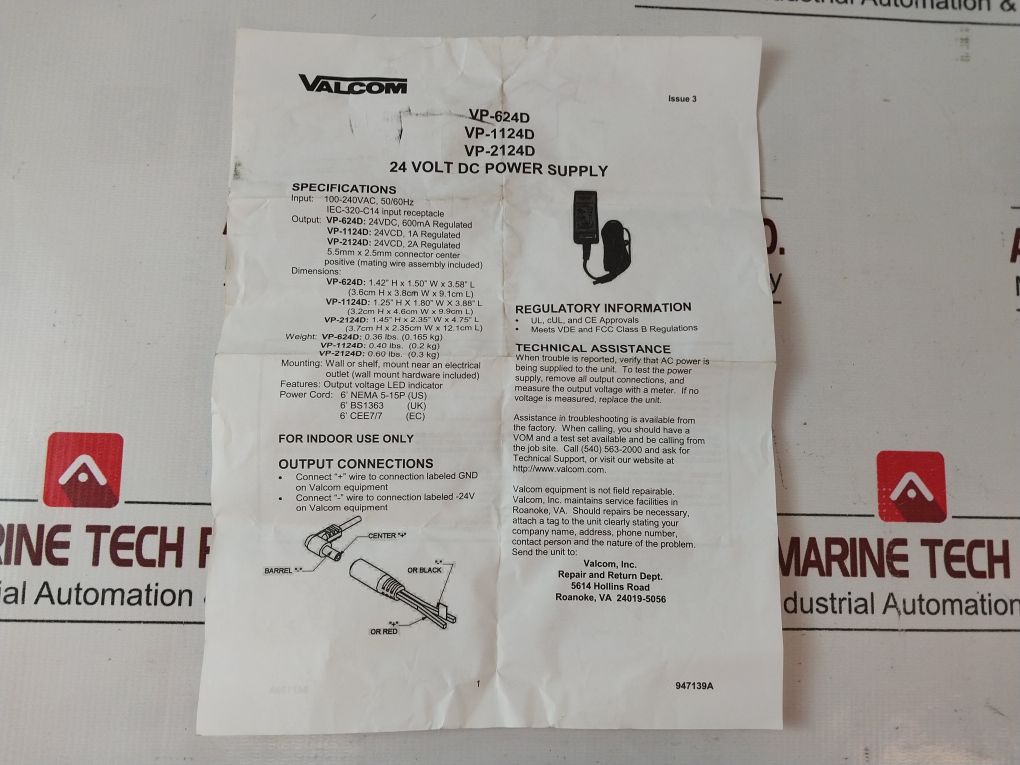 ustrial Automation &
VALCOM
Issue 3
VP-624D
VP-1124D
VP-2124D
24 VOLT DC POWER SUPPLY
SPECIFICATIONS
Input: 100-240VAC, 50/60Hz
IEC-320-C14 input receptacle
Output: VP-624D: 24VDC, 600mA Regulated
VP-1124D: 24VCD, 1A Regulated
VP-2124D: 24VCD, 2A Regulated
5.5mm x 2.5mm connector center
positive (mating wire assembly included)
Dimensions:
VP-624D: 1.42" H x 1.50" W x 3.58" L
(3.6cm H x 3.8cm W x 9.1cm L)
VP-1124D: 1.25" H X 1.80" W X 3.88" L
(3.2cm H x 4.6cm W x 9.9cm L)
VP-2124D: 1.45" H x 2.35" W x 4.75" L
(3.7cm H x 2.35cm W x 12.1cm L)
Weight: VP-624D: 0.36 lbs. (0.165 kg)
VP-1124D: 0.40 lbs. (0.2 kg)
VP-2124D: 0.60 lbs. (0.3 kg)
Mounting: Wall or shelf, mount near an electrical
outlet (wall mount hardware included)
Features: Output voltage LED indicator
Power Cord: 6' NEMA 5-15P (US)
6' BS1363 (UK)
6' CEE7/7 (EC)
FOR INDOOR USE ONLY
OUTPUT CONNECTIONS
• Connect "+" wire to connection labeled GND
on Valcom equipment
• Connect "-" wire to connection labeled -24V
on Valcom equipment
CENTER "+"
BARREL "-"
"-"
OR BLACK
"+"
OR RED
REGULATORY INFORMATION
• UL, cUL, and CE Approvals
• Meets VDE and FCC Class B Regulations
TECHNICAL ASSISTANCE
When trouble is reported, verify that AC power is
being supplied to the unit. To test the power
supply, remove all output connections, and
measure the output voltage with a meter. If no
voltage is measured, replace the unit.
Assistance in troubleshooting is available from
the factory. When calling, you should have a
VOM and a test set available and be calling from
the job site. Call (540) 563-2000 and ask for
Technical Support, or visit our website at
http://www.valcom.com.
Valcom equipment is not field repairable.
Valcom, Inc. maintains service facilities in
Roanoke, VA. Should repairs be necessary,
attach a tag to the unit clearly stating your
company name, address, phone number,
contact person and the nature of the problem.
Send the unit to:
Valcom, Inc.
Repair and Return Dept.
5614 Hollins Road
Roanoke, VA 24019-5056
1
947139A
RINE TECH P
ial Automation &
MARINE TECH
dustrial Automation